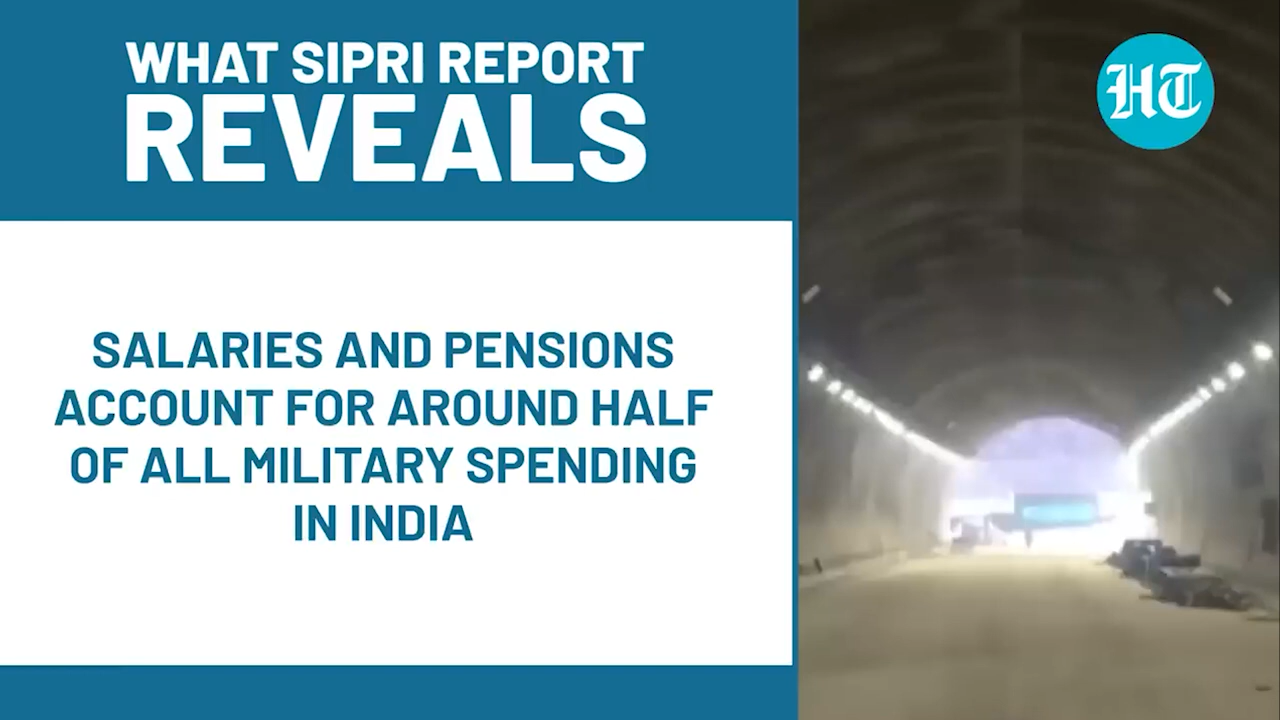 WHAT SIPRI REPORT
REVEALS
HT
SALARIES AND PENSIONS
ACCOUNT FOR AROUND HALF
OF ALL MILITARY SPENDING
IN INDIA